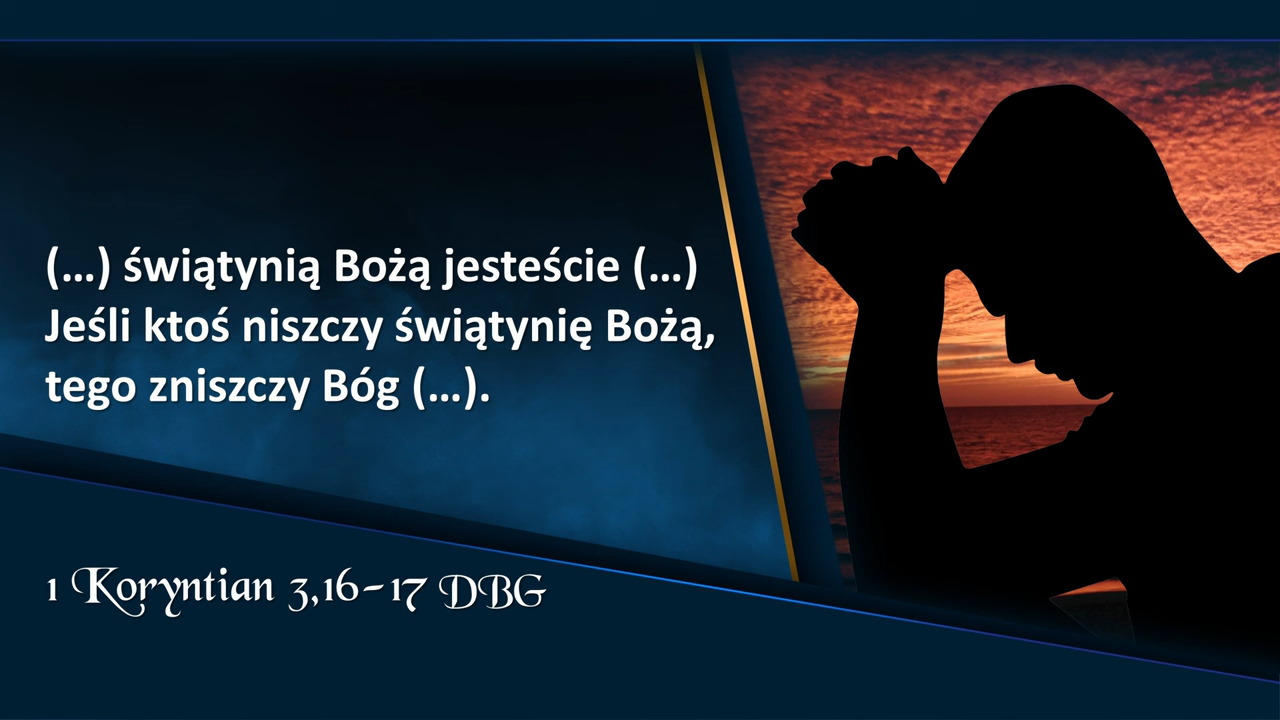 (...) świątynią Bożą jesteście (...)
Jeśli ktoś niszczy świątynię Bożą,
tego zniszczy Bóg (...).
1 Koryntian 3,16-17 DBG